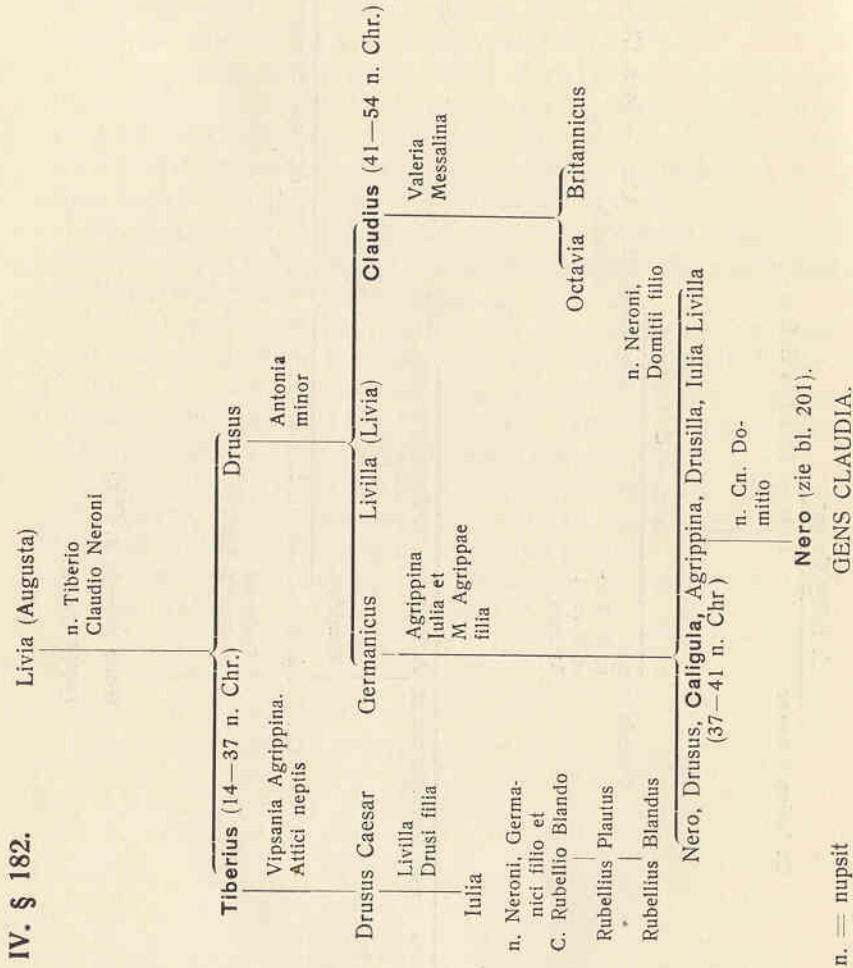 IV. § 182.
Livia (Augusta)
n. Tiberio
Claudio Neroni
Tiberius (14—37 n. Chr.)
Drusus
Vipsania Agrippina.
Attici neptis
Antonia
minor
Drusus Caesar
Germanicus
Livilla (Livia)
Claudius (41—54 n. Chr.)
Livilla
Drusi filia
Agrippina
Iulia et
M Agrippae
filia
Valeria
Messalina
Iulia
n. Neroni, Germa-
nici filio et
C. Rubellio Blando
Rubellius Plautus
Rubellius Blandus
Octavia
Britannicus
n. Neroni,
Domitii filio
Nero, Drusus, Caligula, Agrippina, Drusilla, Iulia Livilla
(37—41 n. Chr)
n. Cn. Do-
mitio
Nero (zie bl. 201).
n. = nupsit
GENS CLAUDIA.